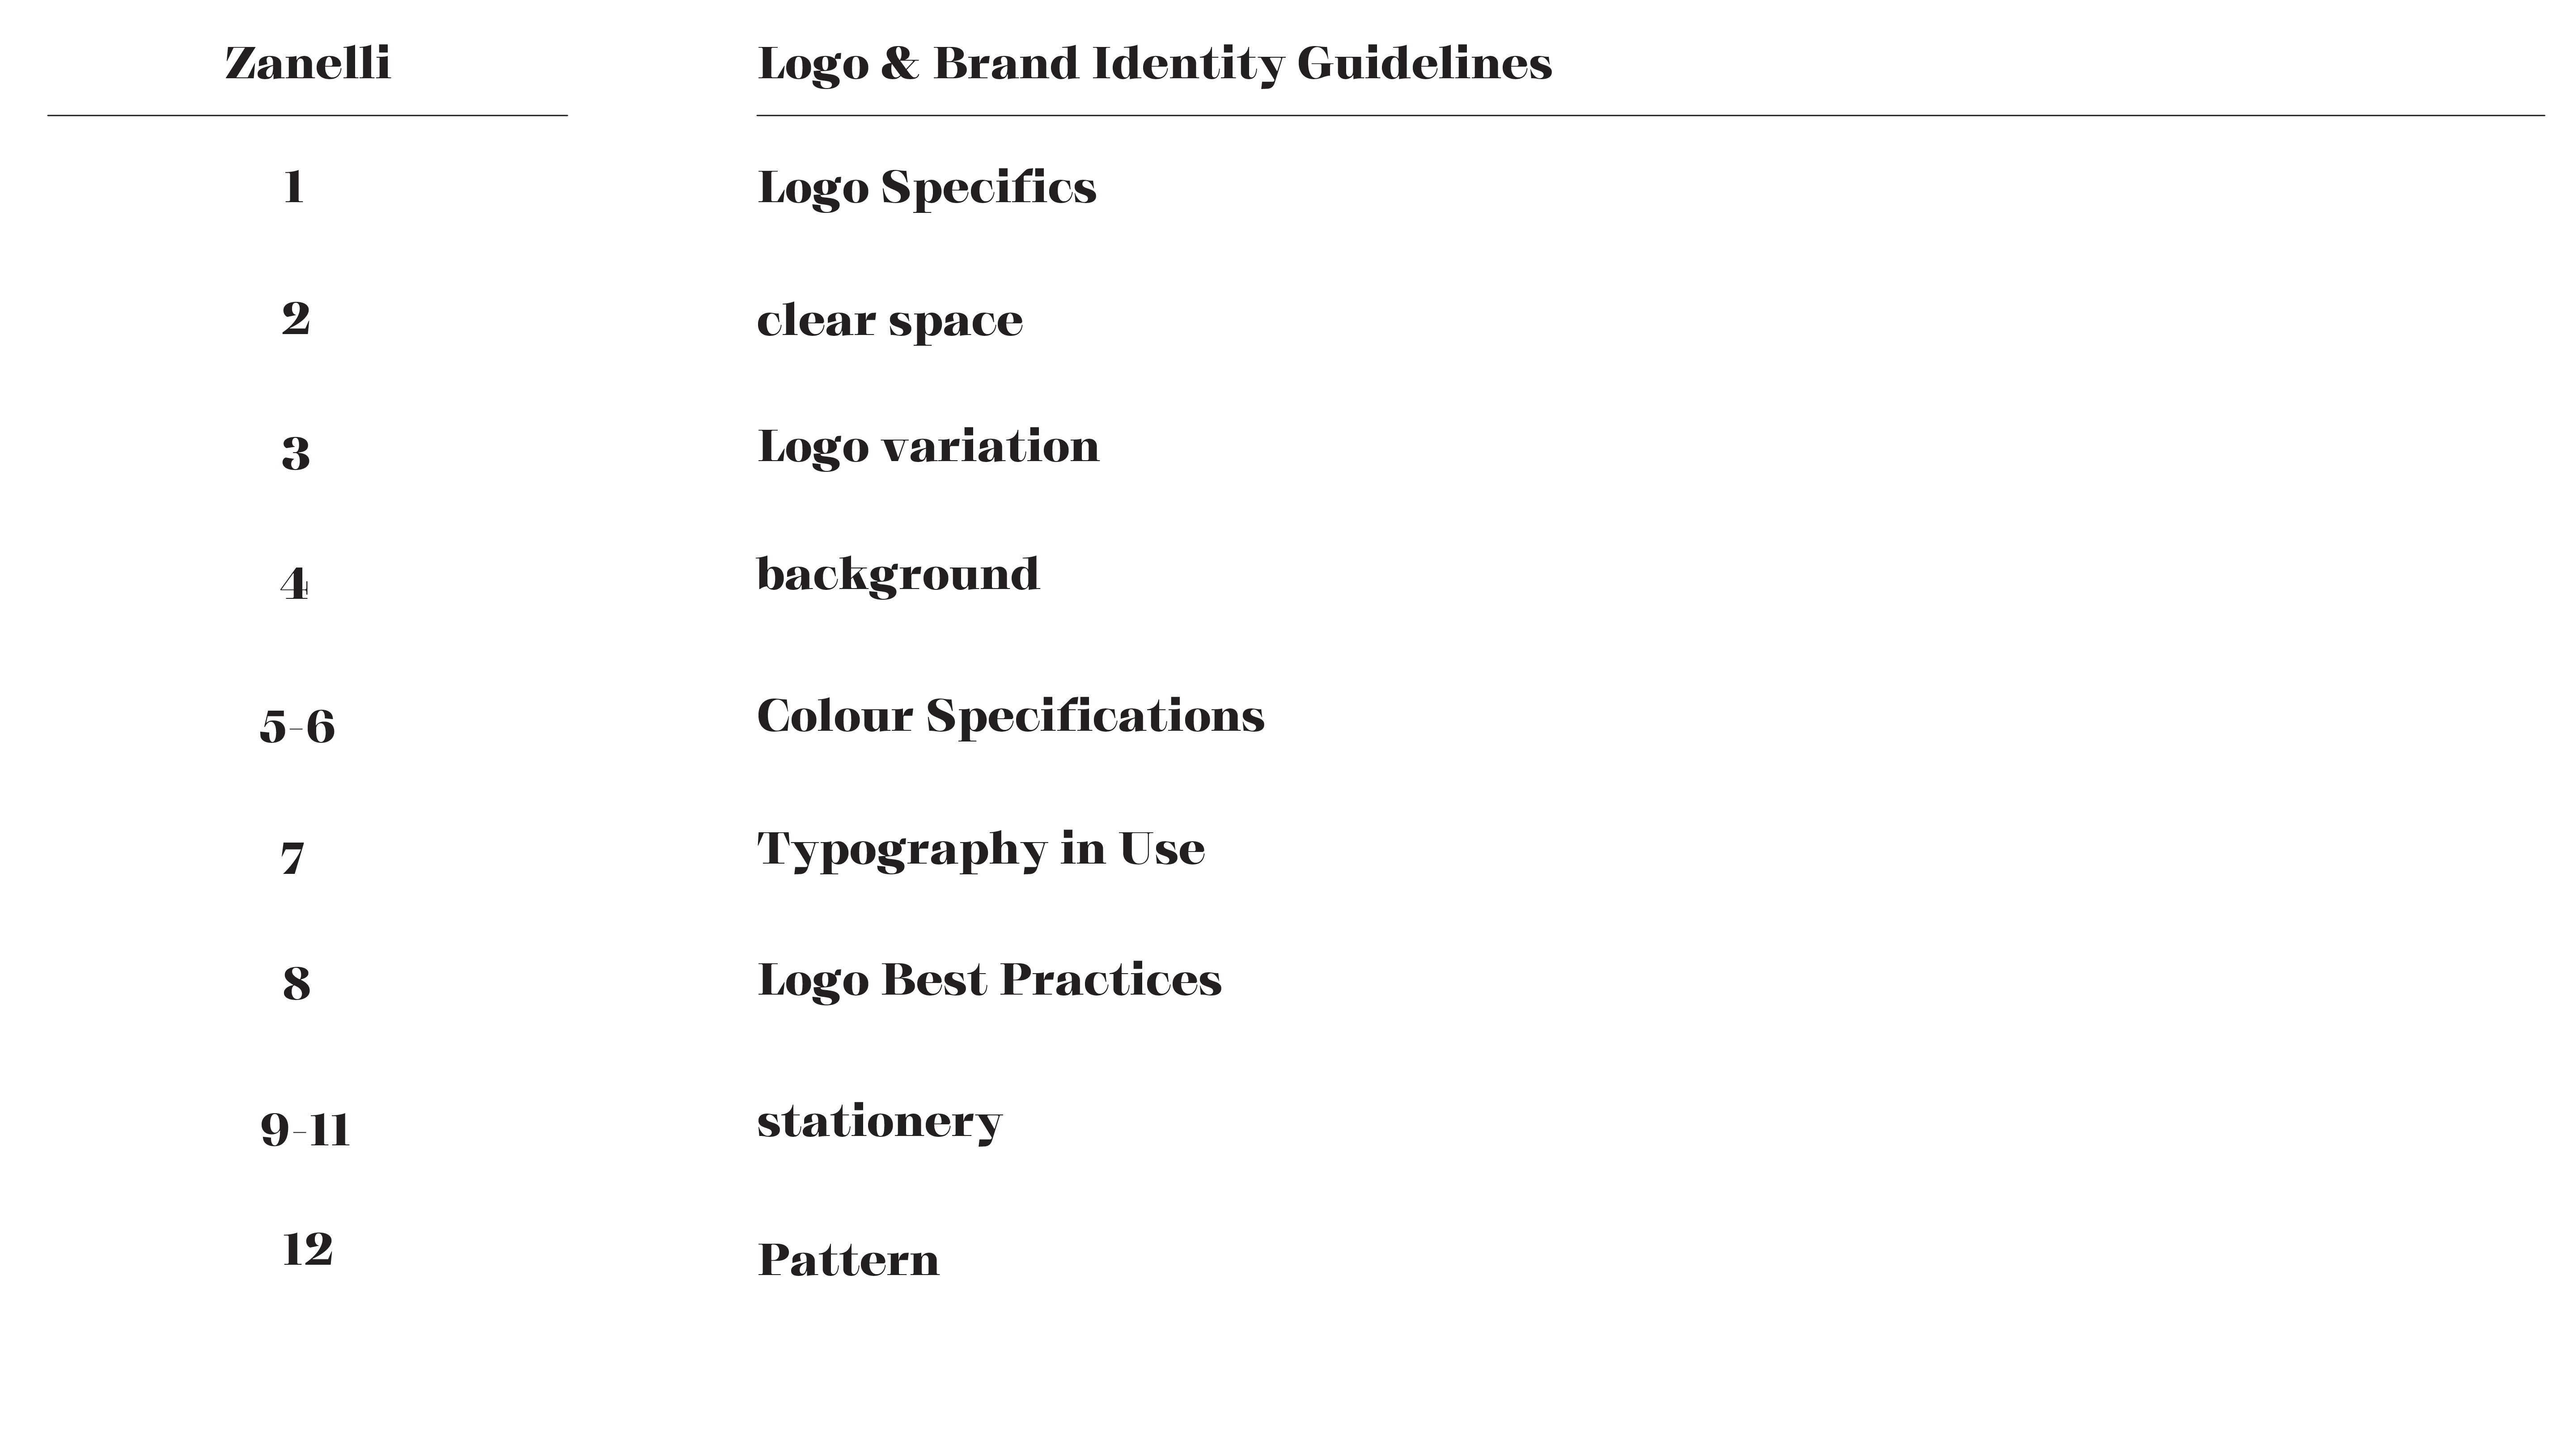 Zanelli Logo & Brand Identity Guidelines
1 Logo Specifics
2 clear space
3 Logo variation
4 background
5-6 Colour Specifications
7 Typography in Use
8 Logo Best Practices
9-11 stationery
12 Pattern